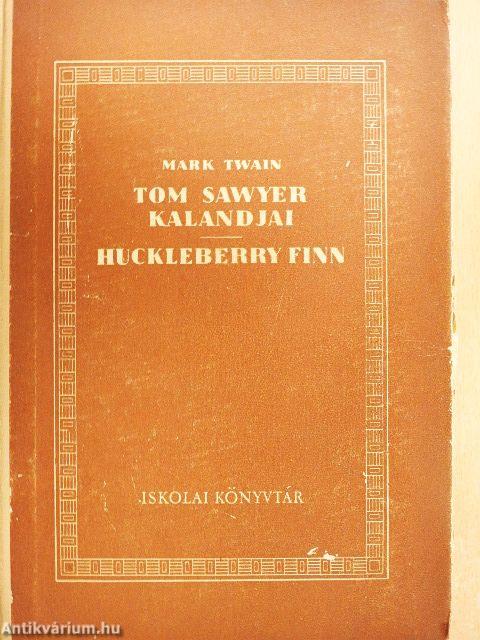 MARK TWAIN
TOM SAWYER
KALANDJAI
HUCKLEBERRY FINN
ISKOLAI KÖNYVTÁR
Antikvárium.hu